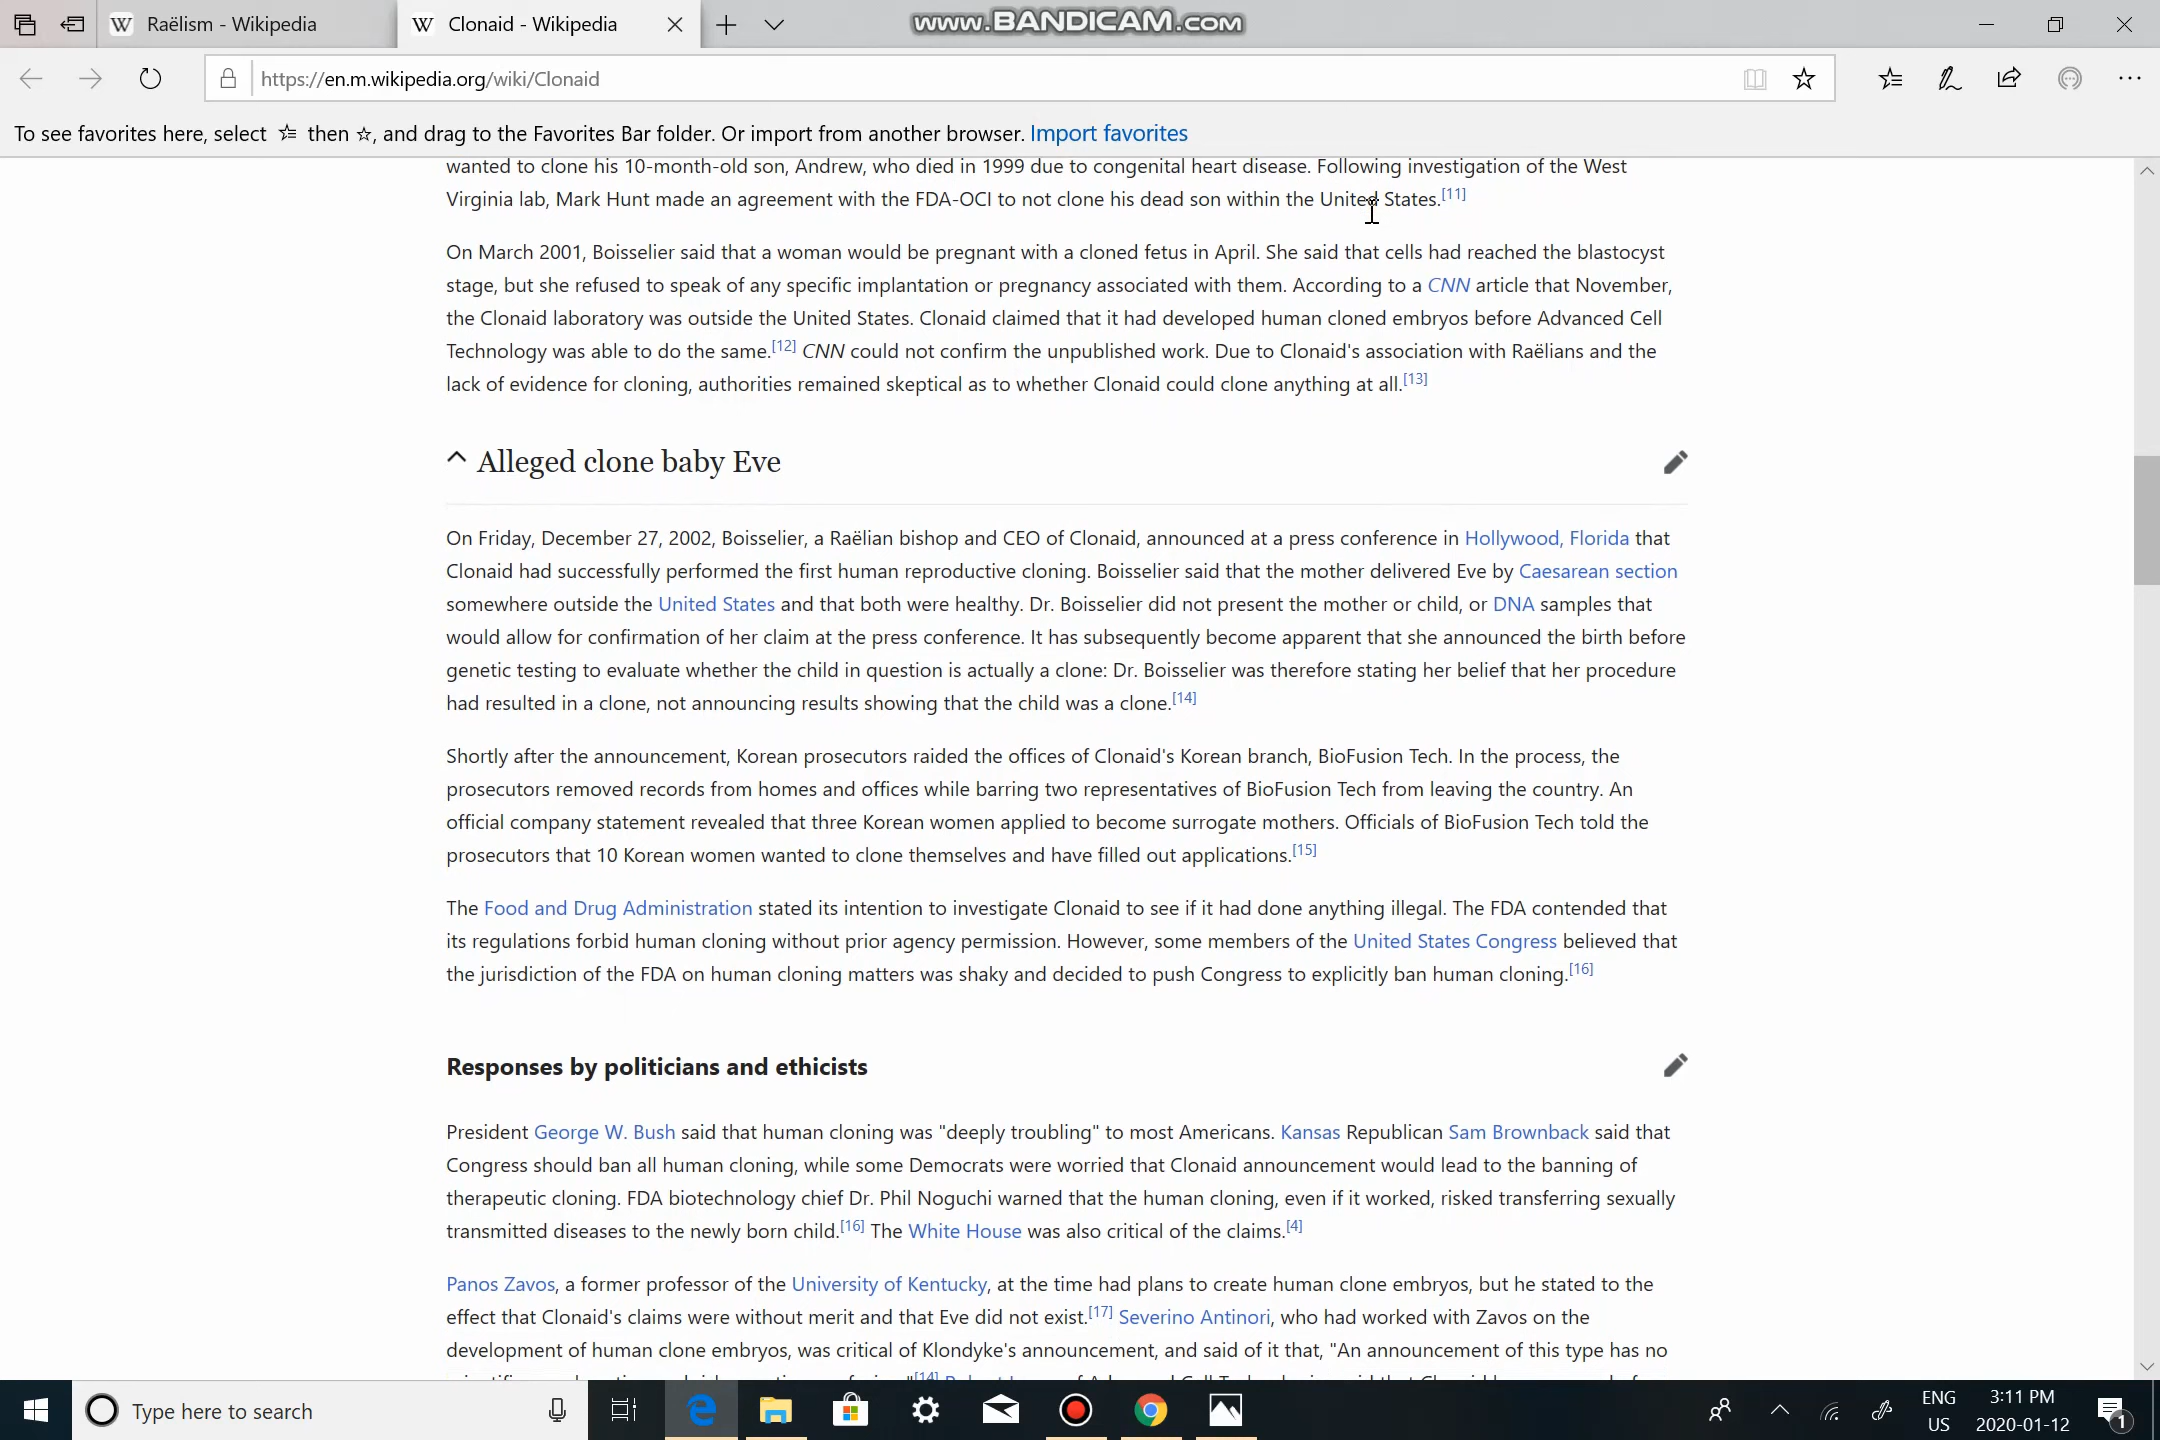 Raëlism - Wikipedia
Clonaid - Wikipedia
www.BANDICAM.com
https://en.m.wikipedia.org/wiki/Clonaid
To see favorites here, select then ☆, and drag to the Favorites Bar folder. Or import from another browser. Import favorites
wanted to clone his 10-month-old son, Andrew, who died in 1999 due to congenital heart disease. Following investigation of the West
Virginia lab, Mark Hunt made an agreement with the FDA-OCI to not clone his dead son within the United States.[11]
On March 2001, Boisselier said that a woman would be pregnant with a cloned fetus in April. She said that cells had reached the blastocyst
stage, but she refused to speak of any specific implantation or pregnancy associated with them. According to a CNN article that November,
the Clonaid laboratory was outside the United States. Clonaid claimed that it had developed human cloned embryos before Advanced Cell
Technology was able to do the same.[12] CNN could not confirm the unpublished work. Due to Clonaid's association with Raëlians and the
lack of evidence for cloning, authorities remained skeptical as to whether Clonaid could clone anything at all.[13]
Alleged clone baby Eve
On Friday, December 27, 2002, Boisselier, a Raëlian bishop and CEO of Clonaid, announced at a press conference in Hollywood, Florida that
Clonaid had successfully performed the first human reproductive cloning. Boisselier said that the mother delivered Eve by Caesarean section
somewhere outside the United States and that both were healthy. Dr. Boisselier did not present the mother or child, or DNA samples that
would allow for confirmation of her claim at the press conference. It has subsequently become apparent that she announced the birth before
genetic testing to evaluate whether the child in question is actually a clone: Dr. Boisselier was therefore stating her belief that her procedure
had resulted in a clone, not announcing results showing that the child was a clone.[14]
Shortly after the announcement, Korean prosecutors raided the offices of Clonaid's Korean branch, BioFusion Tech. In the process, the
prosecutors removed records from homes and offices while barring two representatives of BioFusion Tech from leaving the country. An
official company statement revealed that three Korean women applied to become surrogate mothers. Officials of BioFusion Tech told the
prosecutors that 10 Korean women wanted to clone themselves and have filled out applications.[15]
The Food and Drug Administration stated its intention to investigate Clonaid to see if it had done anything illegal. The FDA contended that
its regulations forbid human cloning without prior agency permission. However, some members of the United States Congress believed that
the jurisdiction of the FDA on human cloning matters was shaky and decided to push Congress to explicitly ban human cloning.[16]
Responses by politicians and ethicists
President George W. Bush said that human cloning was "deeply troubling" to most Americans. Kansas Republican Sam Brownback said that
Congress should ban all human cloning, while some Democrats were worried that Clonaid announcement would lead to the banning of
therapeutic cloning. FDA biotechnology chief Dr. Phil Noguchi warned that the human cloning, even if it worked, risked transferring sexually
transmitted diseases to the newly born child.[16] The White House was also critical of the claims.[4]
Panos Zavos, a former professor of the University of Kentucky, at the time had plans to create human clone embryos, but he stated to the
effect that Clonaid's claims were without merit and that Eve did not exist.[17] Severino Antinori, who had worked with Zavos on the
development of human clone embryos, was critical of Klondyke's announcement, and said of it that, "An announcement of this type has no
[14]
Type here to search
ENG
US
3:11 PM
2020-01-12
1